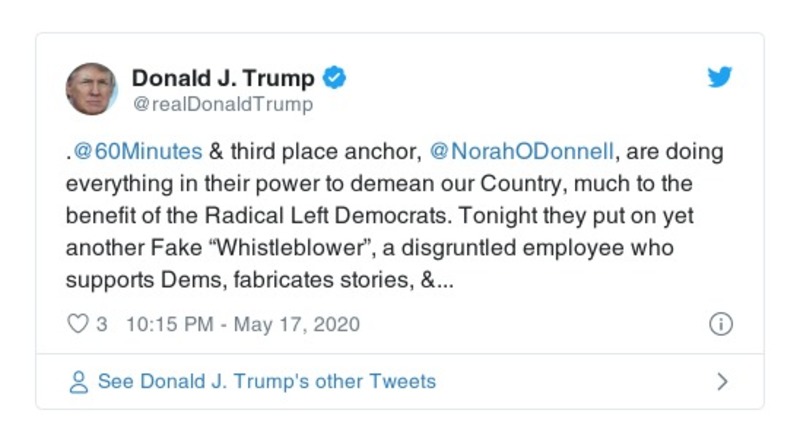 Donald J. Trump
@realDonaldTrump
.@60Minutes & third place anchor, @NorahODonnell, are doing
everything in their power to demean our Country, much to the
benefit of the Radical Left Democrats. Tonight they put on yet
another Fake “Whistleblower”, a disgruntled employee who
supports Dems, fabricates stories, &...
3 10:15 PM - May 17, 2020
See Donald J. Trump's other Tweets